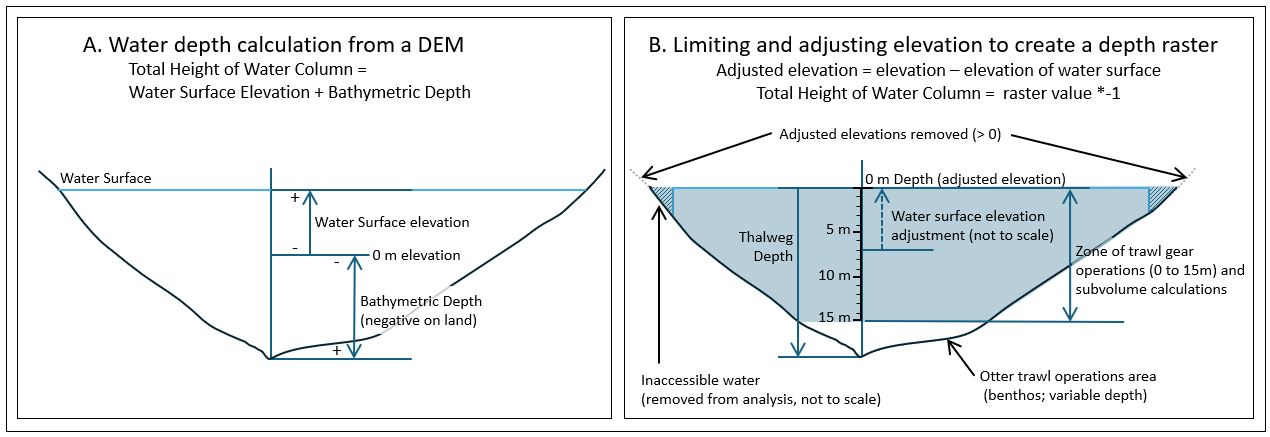 A. Water depth calculation from a DEM
Total Height of Water Column =
Water Surface Elevation + Bathymetric Depth
Water Surface
+
Water Surface elevation
-
0 m elevation
-
Bathymetric Depth
(negative on land)
+
B. Limiting and adjusting elevation to create a depth raster
Adjusted elevation = elevation – elevation of water surface
Total Height of Water Column = raster value *-1
Adjusted elevations removed (> 0)
0 m Depth (adjusted elevation)
Water surface elevation
adjustment (not to scale)
Thalweg
Depth
5 m
10 m
15 m
Zone of trawl gear
operations (0 to 15m) and
subvolume calculations
Inaccessible water
(removed from analysis, not to scale)
Otter trawl operations area
(benthos; variable depth)